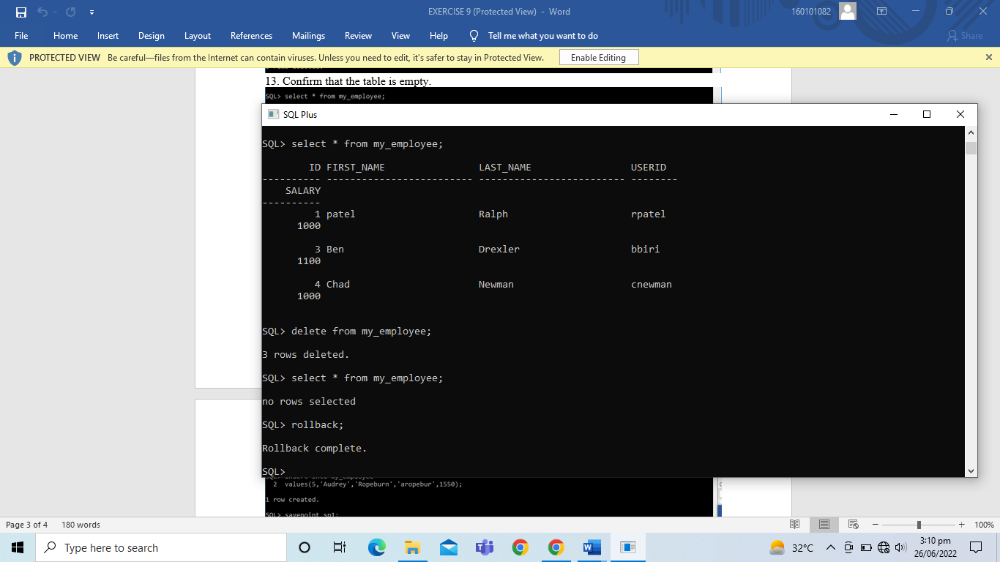 EXERCISE 9 (Protected View) - Word
160101082
File Home Insert Design Layout References Mailings Review View Help Tell me what you want to do Share
PROTECTED VIEW Be careful—files from the Internet can contain viruses. Unless you need to edit, it's safer to stay in Protected View. Enable Editing
13. Confirm that the table is empty.
SQL> select * from my_employee;
SQL Plus
SQL> select * from my_employee;
ID FIRST_NAME LAST_NAME USERID
---------- ------------------------- ------------------------- --------
SALARY
----------
1 patel Ralph rpatel
1000
3 Ben Drexler bbiri
1100
4 Chad Newman cnewman
1000
SQL> delete from my_employee;
3 rows deleted.
SQL> select * from my_employee;
no rows selected
SQL> rollback;
Rollback complete.
SQL>
SQL> insert into my_employee
2 values(5,'Audrey','Ropeburn','aropebur',1550);
1 row created.
SQL> savepoint sp1;
Page 3 of 4 180 words 100%
Type here to search
32°C
3:10 pm
26/06/2022